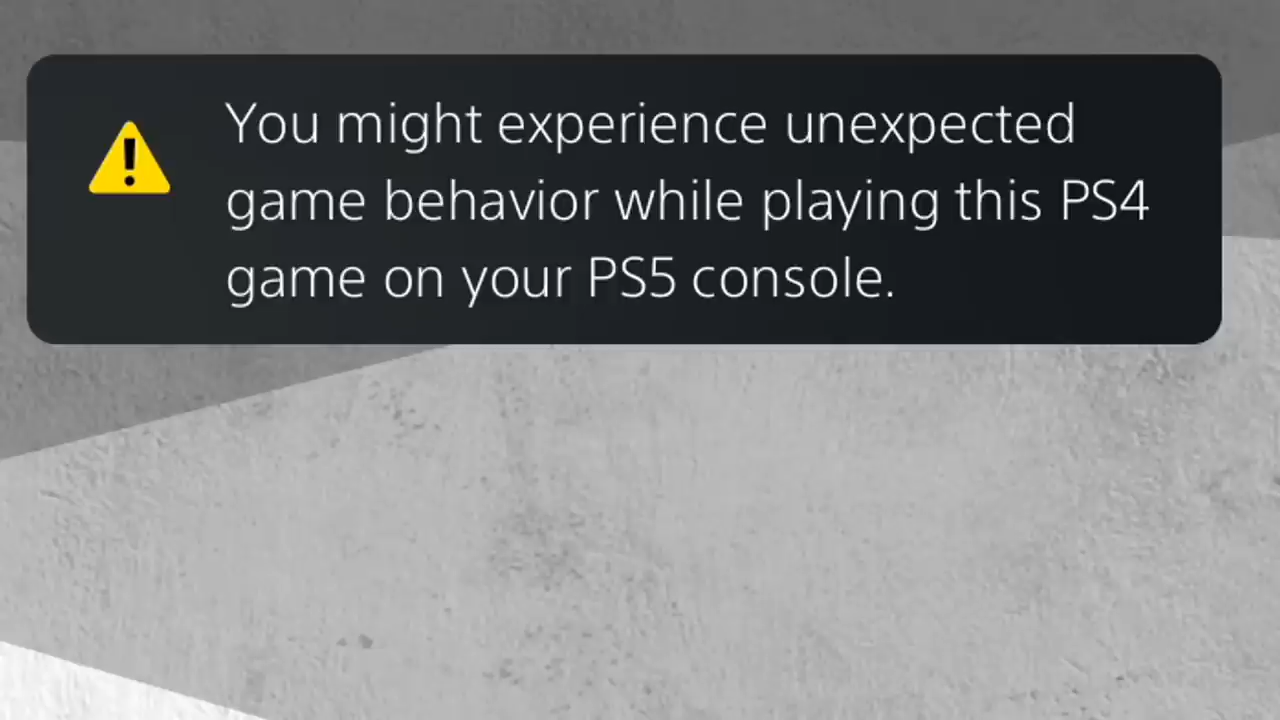 You might experience unexpected
game behavior while playing this PS4
game on your PS5 console.